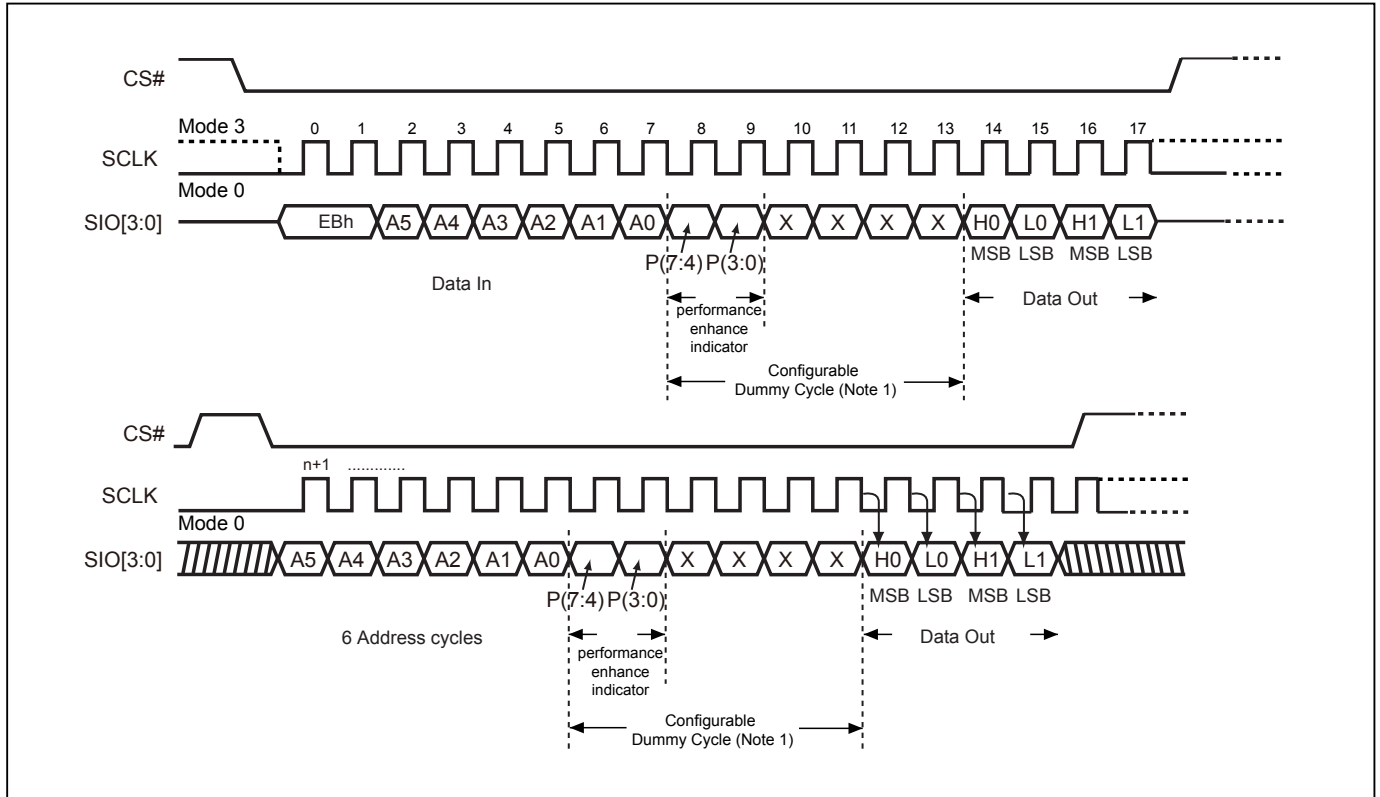 CS#
Mode 3
0 1 2 3 4 5 6 7 8 9 10 11 12 13 14 15 16 17
SCLK
Mode 0
SIO[3:0] EBh A5 A4 A3 A2 A1 A0 X X X X H0 L0 H1 L1
P(7:4) P(3:0) MSB LSB MSB LSB
Data In
Data Out
performance
enhance
indicator
Configurable
Dummy Cycle (Note 1)
CS#
n+1 .............
SCLK
Mode 0
SIO[3:0] A5 A4 A3 A2 A1 A0 X X X X H0 L0 H1 L1
P(7:4) P(3:0) MSB LSB MSB LSB
6 Address cycles
Data Out
performance
enhance
indicator
Configurable
Dummy Cycle (Note 1)